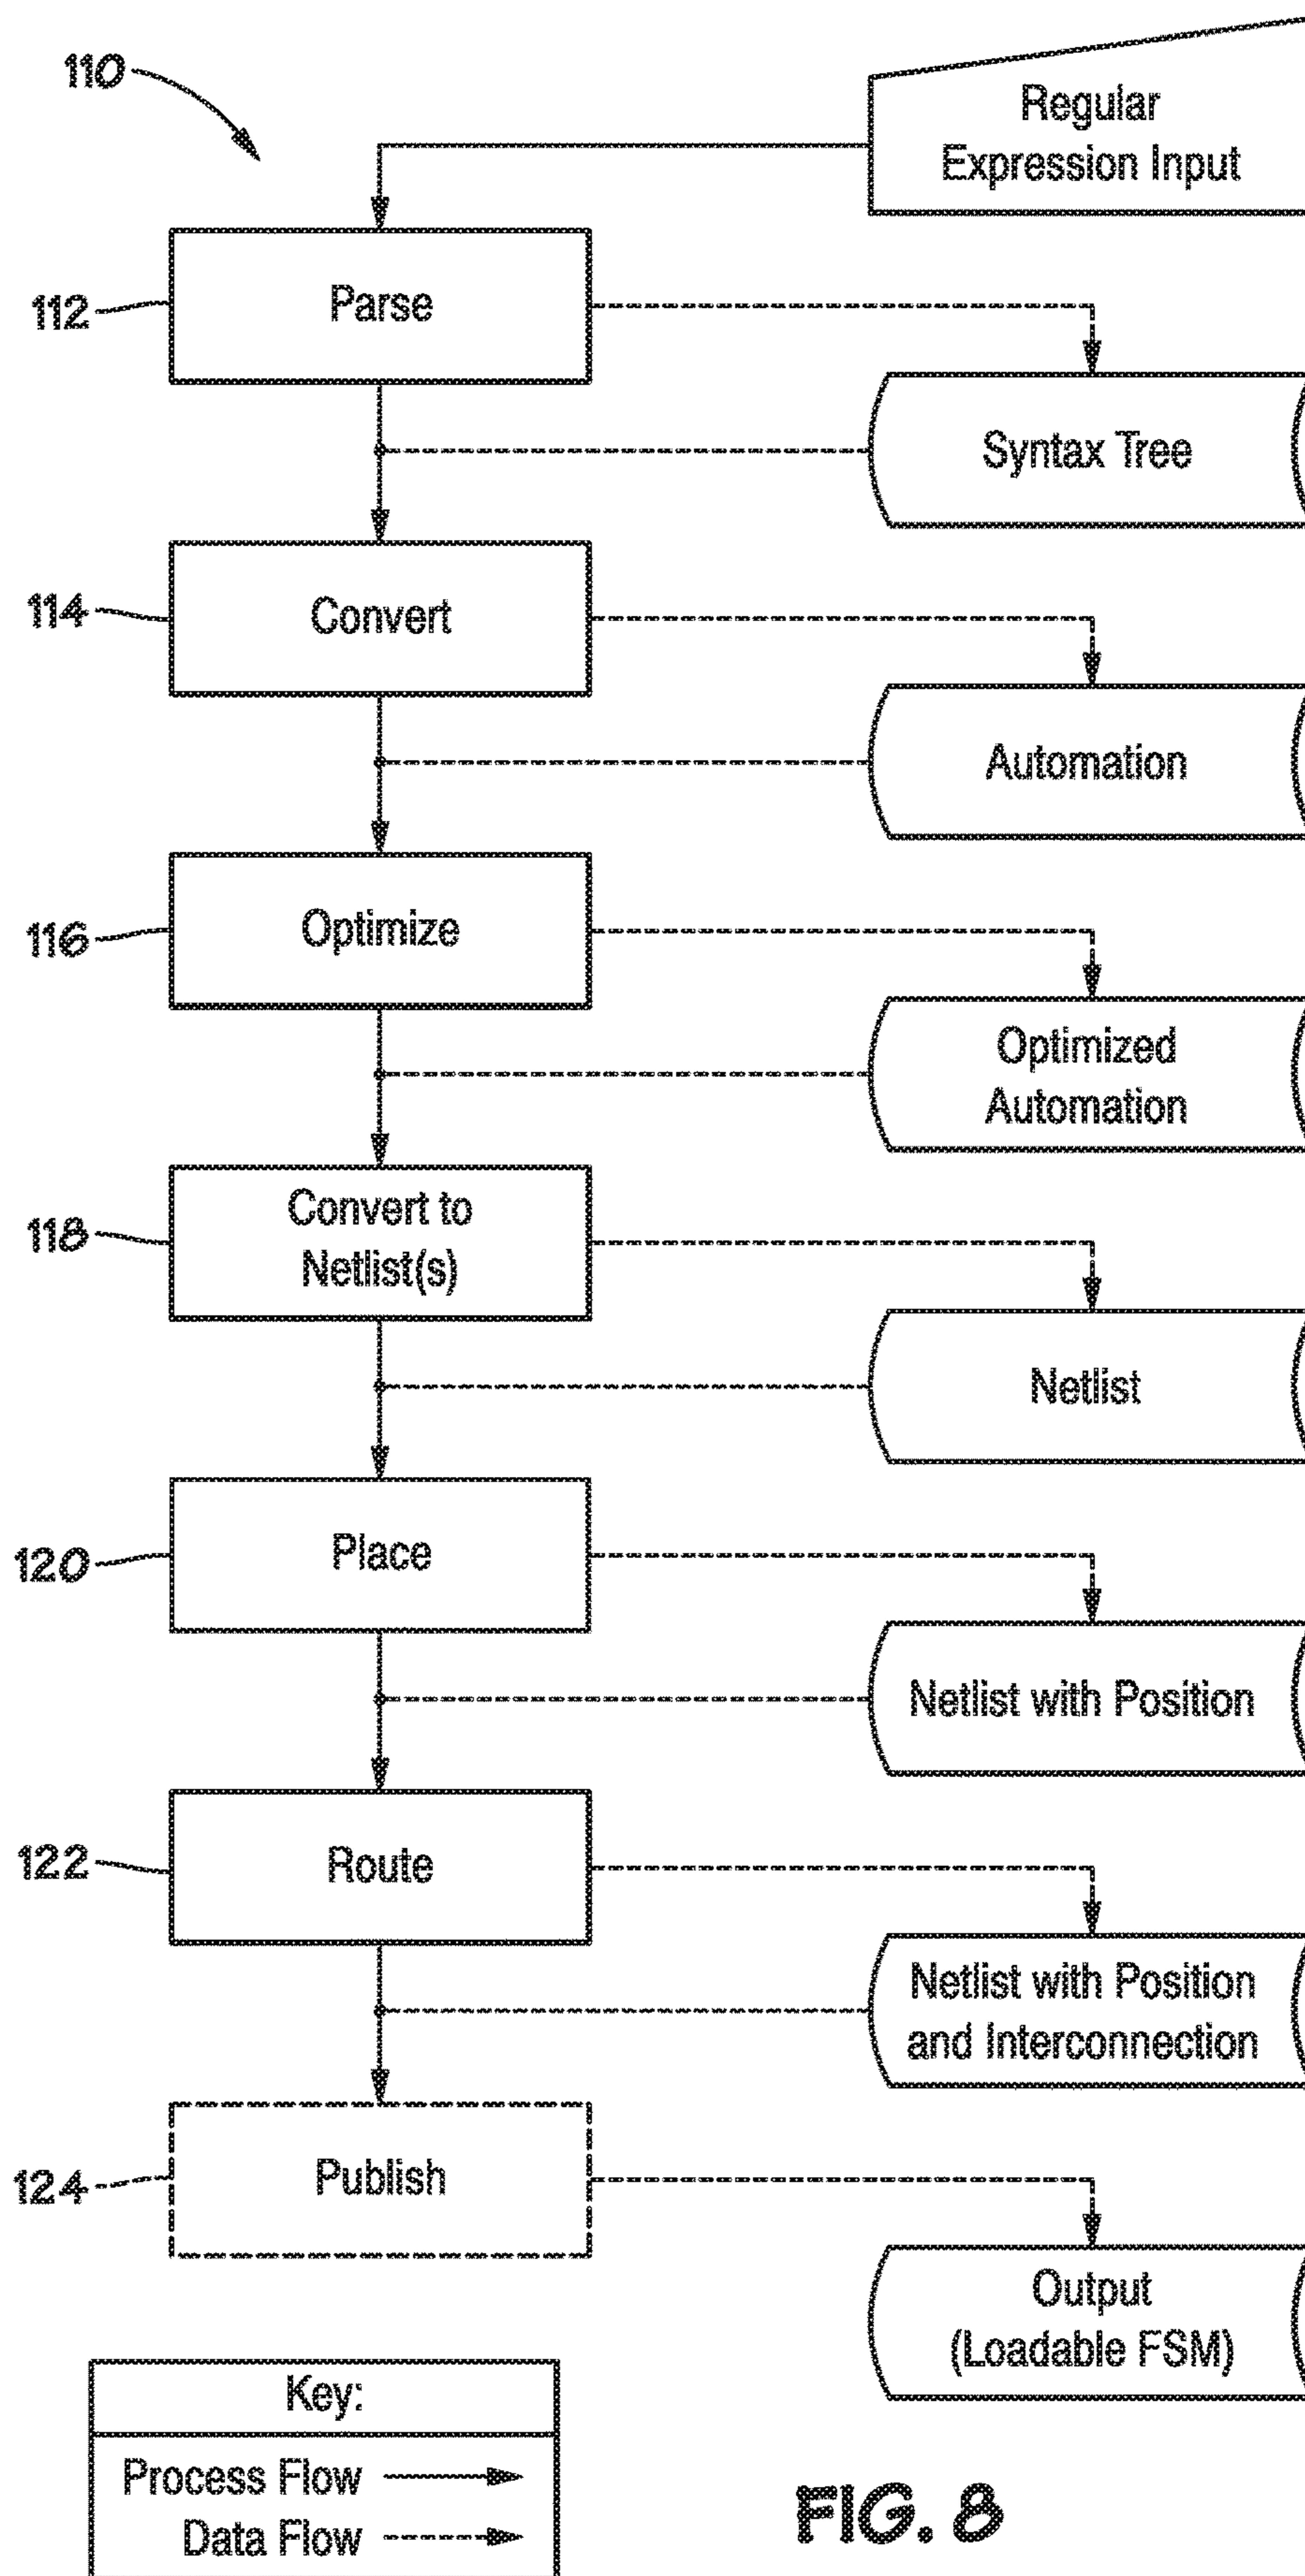 110
Regular
Expression Input
112
Parse
Syntax Tree
114
Convert
Automation
116
Optimize
Optimized
Automation
118
Convert to
Netlist(s)
Netlist
120
Place
Netlist with Position
122
Route
Netlist with Position
and Interconnection
124
Publish
Output
(Loadable FSM)
Key:
Process Flow
Data Flow
FIG. 8